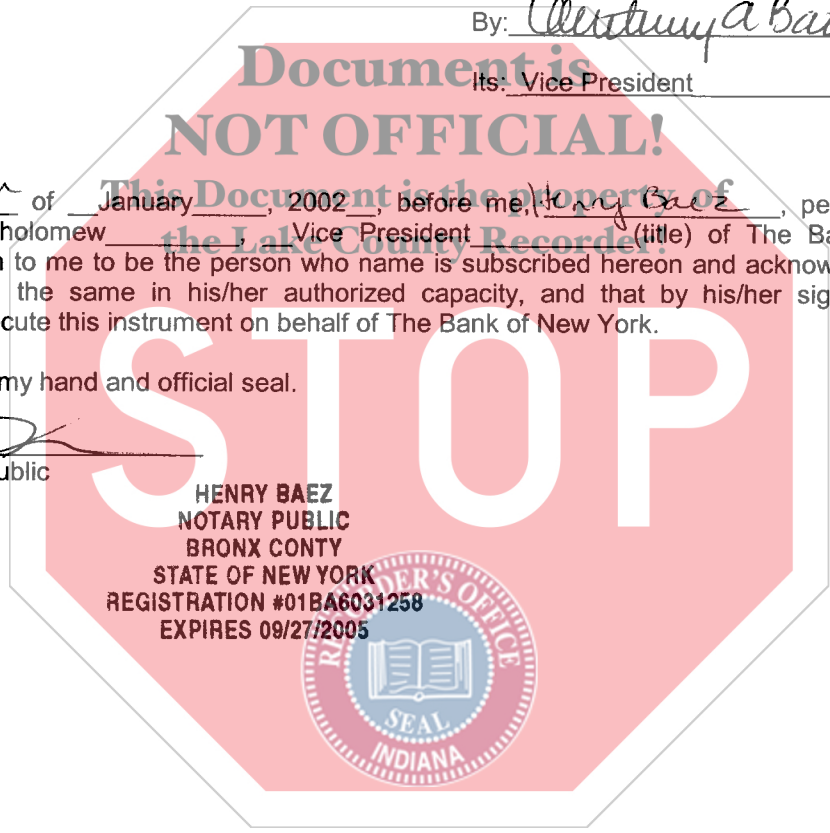 By: A Ba
Document is
Its: Vice President
NOT OFFICIAL!
This Document is the property of
of January, 2002, before me, Henry Baez, pe
the Lake County Recorder!
holomew, Vice President (title) of The Ba
to me to be the person who name is subscribed hereon and acknow
the same in his/her authorized capacity, and that by his/her sig
cute this instrument on behalf of The Bank of New York.
STOP
my hand and official seal.
ublic
HENRY BAEZ
NOTARY PUBLIC
BRONX CONTY
STATE OF NEW YORK
REGISTRATION #01BA6031258
EXPIRES 09/27/2005
RECORDER'S OFFICE
SEAL
INDIANA